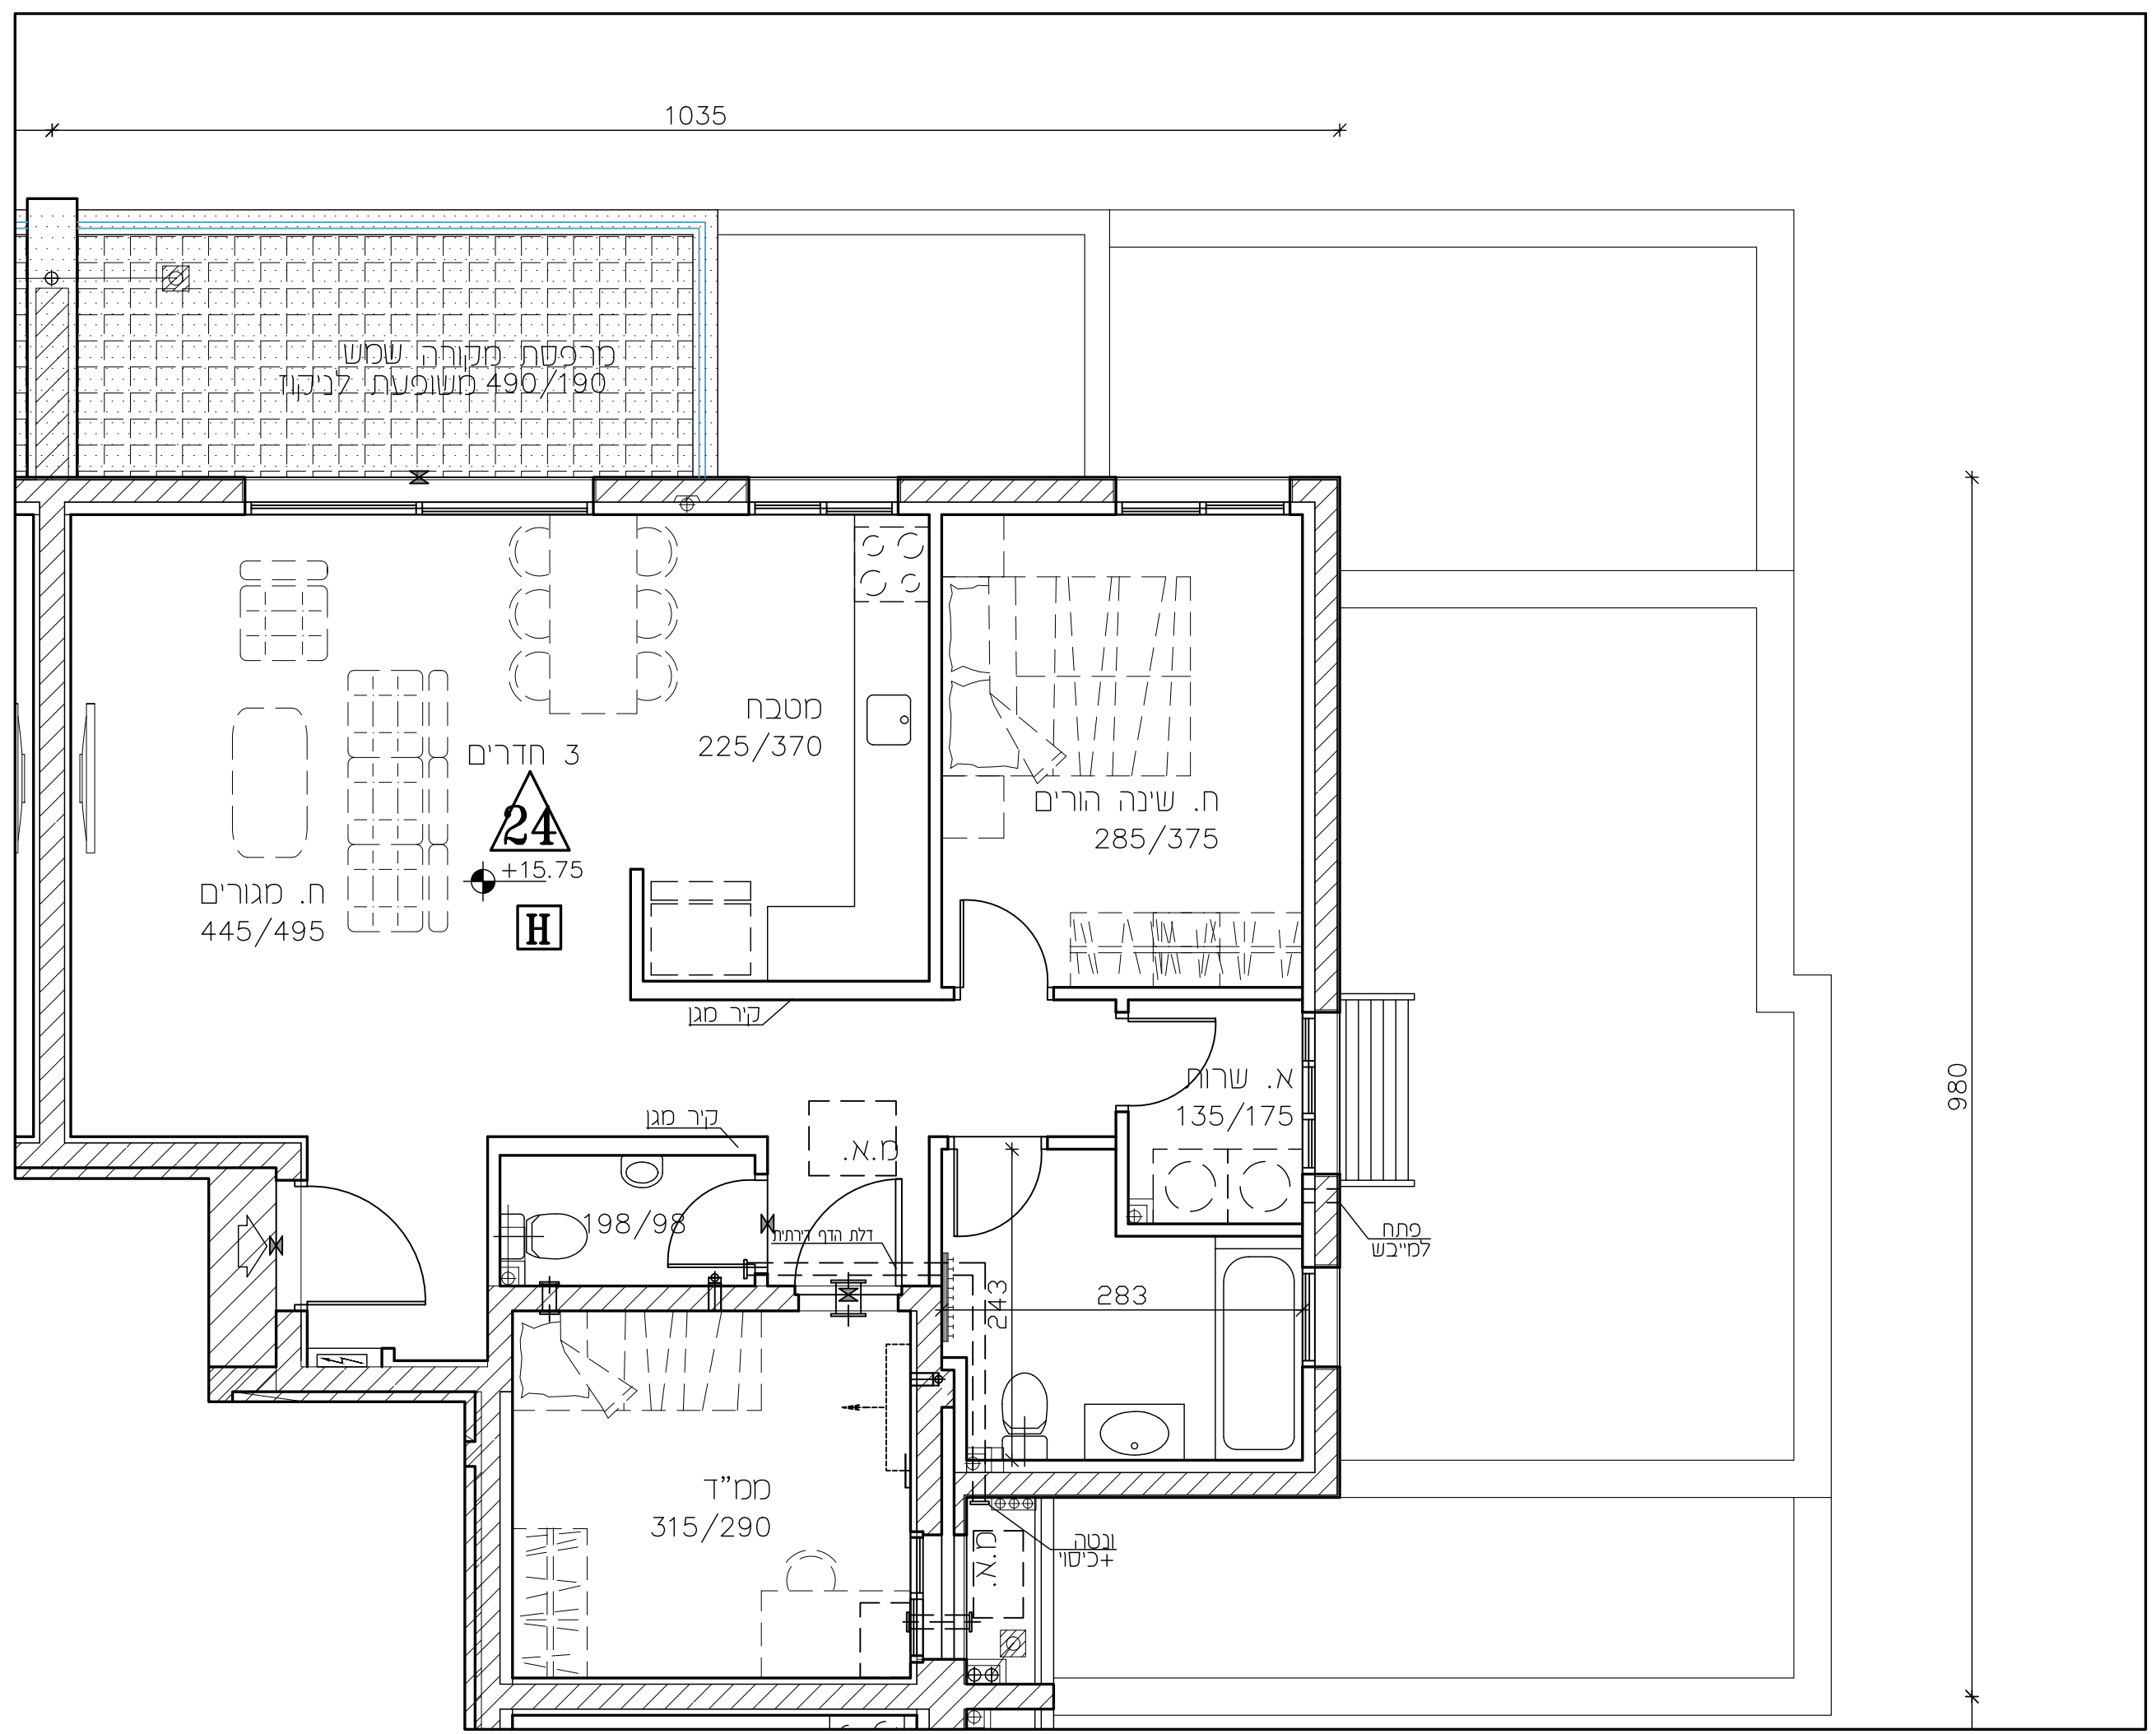 1035
מרפסת מקורה שמש
490/190 משופעת לניקוז
מטבח
225/370
3 חדרים
24
+15.75
H
ח. מגורים
445/495
ח. שינה הורים
285/375
קיר מגן
א. שרות
135/175
980
קיר מגן
מ.א.
198/98
דלת הדף דירתית
פתח
למייבש
243
283
ממ"ד
315/290
מ.א.
ונטה
+כיסוי